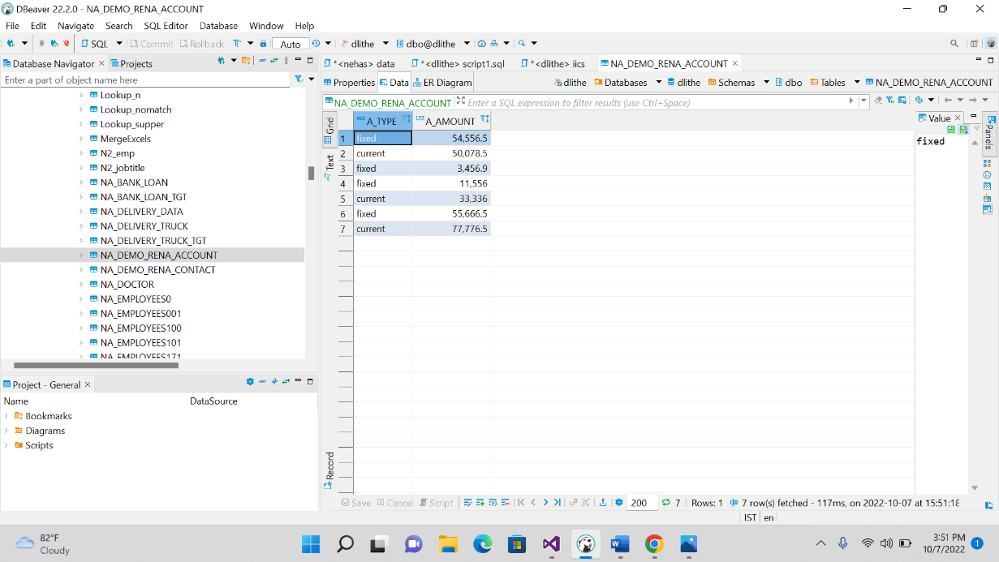 DBeaver 22.2.0 - NA_DEMO_RENA_ACCOUNT
File Edit Navigate Search SQL Editor Database Window Help
SQL Commit Rollback Auto dlithe dbo@dlithe
Database Navigator Projects
Enter a part of object name here
Lookup_n
Lookup_nomatch
Lookup_supper
MergeExcels
N2_emp
N2_jobtitle
NA_BANK_LOAN
NA_BANK_LOAN_TGT
NA_DELIVERY_DATA
NA_DELIVERY_TRUCK
NA_DELIVERY_TRUCK_TGT
NA_DEMO_RENA_ACCOUNT
NA_DEMO_RENA_CONTACT
NA_DOCTOR
NA_EMPLOYEES0
NA_EMPLOYEES001
NA_EMPLOYEES100
NA_EMPLOYEES101
NA_EMPLOYEES171
Project - General
Name DataSource
Bookmarks
Diagrams
Scripts
*<nehas> data *<dlithe> script1.sql *<dlithe> iics NA_DEMO_RENA_ACCOUNT
Properties Data ER Diagram dlithe Databases dlithe Schemas dbo Tables NA_DEMO_RENA_ACCOUNT
NA_DEMO_RENA_ACCOUNT Enter a SQL expression to filter results (use Ctrl+Space)
Grid
Text
Record
A_TYPE 123 A_AMOUNT
1 fixed 54,556.5
2 current 50,078.5
3 fixed 3,456.9
4 fixed 11,556
5 current 33,336
6 fixed 55,666.5
7 current 77,776.5
Value
fixed
Panels
Save Cancel Script 200 7 Rows: 1 7 row(s) fetched - 117ms, on 2022-10-07 at 15:51:18
IST en
82°F
Cloudy
3:51 PM
10/7/2022
1